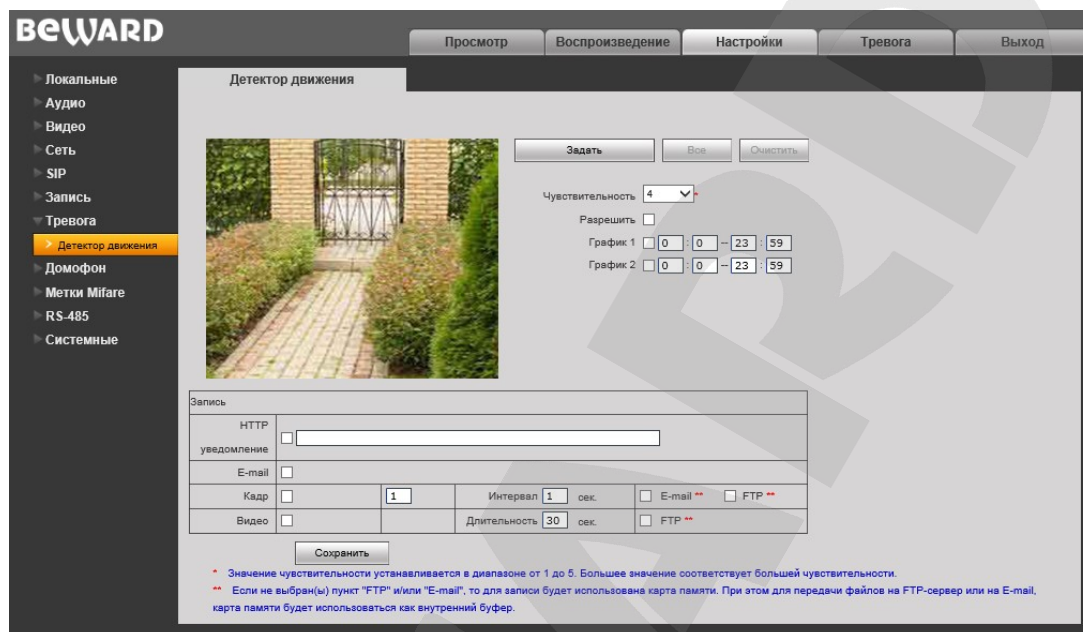 BEWARD
Просмотр Воспроизведение Настройки Тревога Выход
Локальные
Аудио
Видео
Сеть
SIP
Запись
Тревога
Детектор движения
Домофон
Метки Mifare
RS-485
Системные
Детектор движения
Задать Все Очистить
Чувствительность 4 *
Разрешить
График 1 0 : 0 – 23 : 59
График 2 0 : 0 – 23 : 59
Запись
HTTP
уведомление
E-mail
Кадр 1 Интервал 1 сек. E-mail ** FTP **
Видео Длительность 30 сек. FTP **
Сохранить
* Значение чувствительности устанавливается в диапазоне от 1 до 5. Большее значение соответствует большей чувствительности.
** Если не выбран(ы) пункт "FTP" и/или "E-mail", то для записи будет использована карта памяти. При этом для передачи файлов на FTP-сервер или на E-mail,
карта памяти будет использоваться как внутренний буфер.